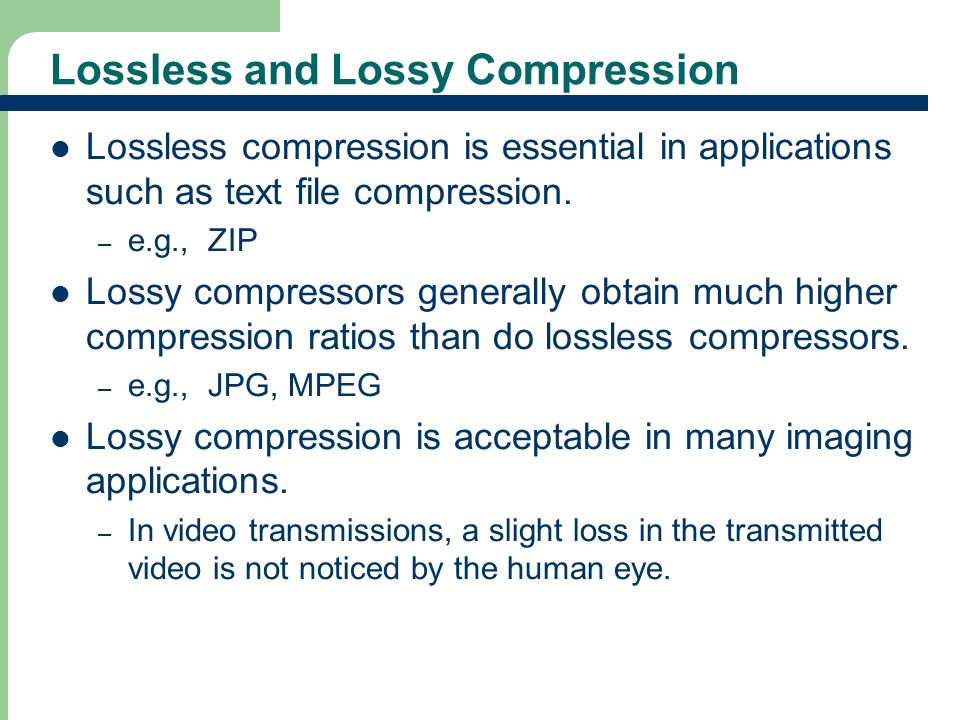 Lossless and Lossy Compression
● Lossless compression is essential in applications
such as text file compression.
– e.g., ZIP
● Lossy compressors generally obtain much higher
compression ratios than do lossless compressors.
– e.g., JPG, MPEG
● Lossy compression is acceptable in many imaging
applications.
– In video transmissions, a slight loss in the transmitted
video is not noticed by the human eye.